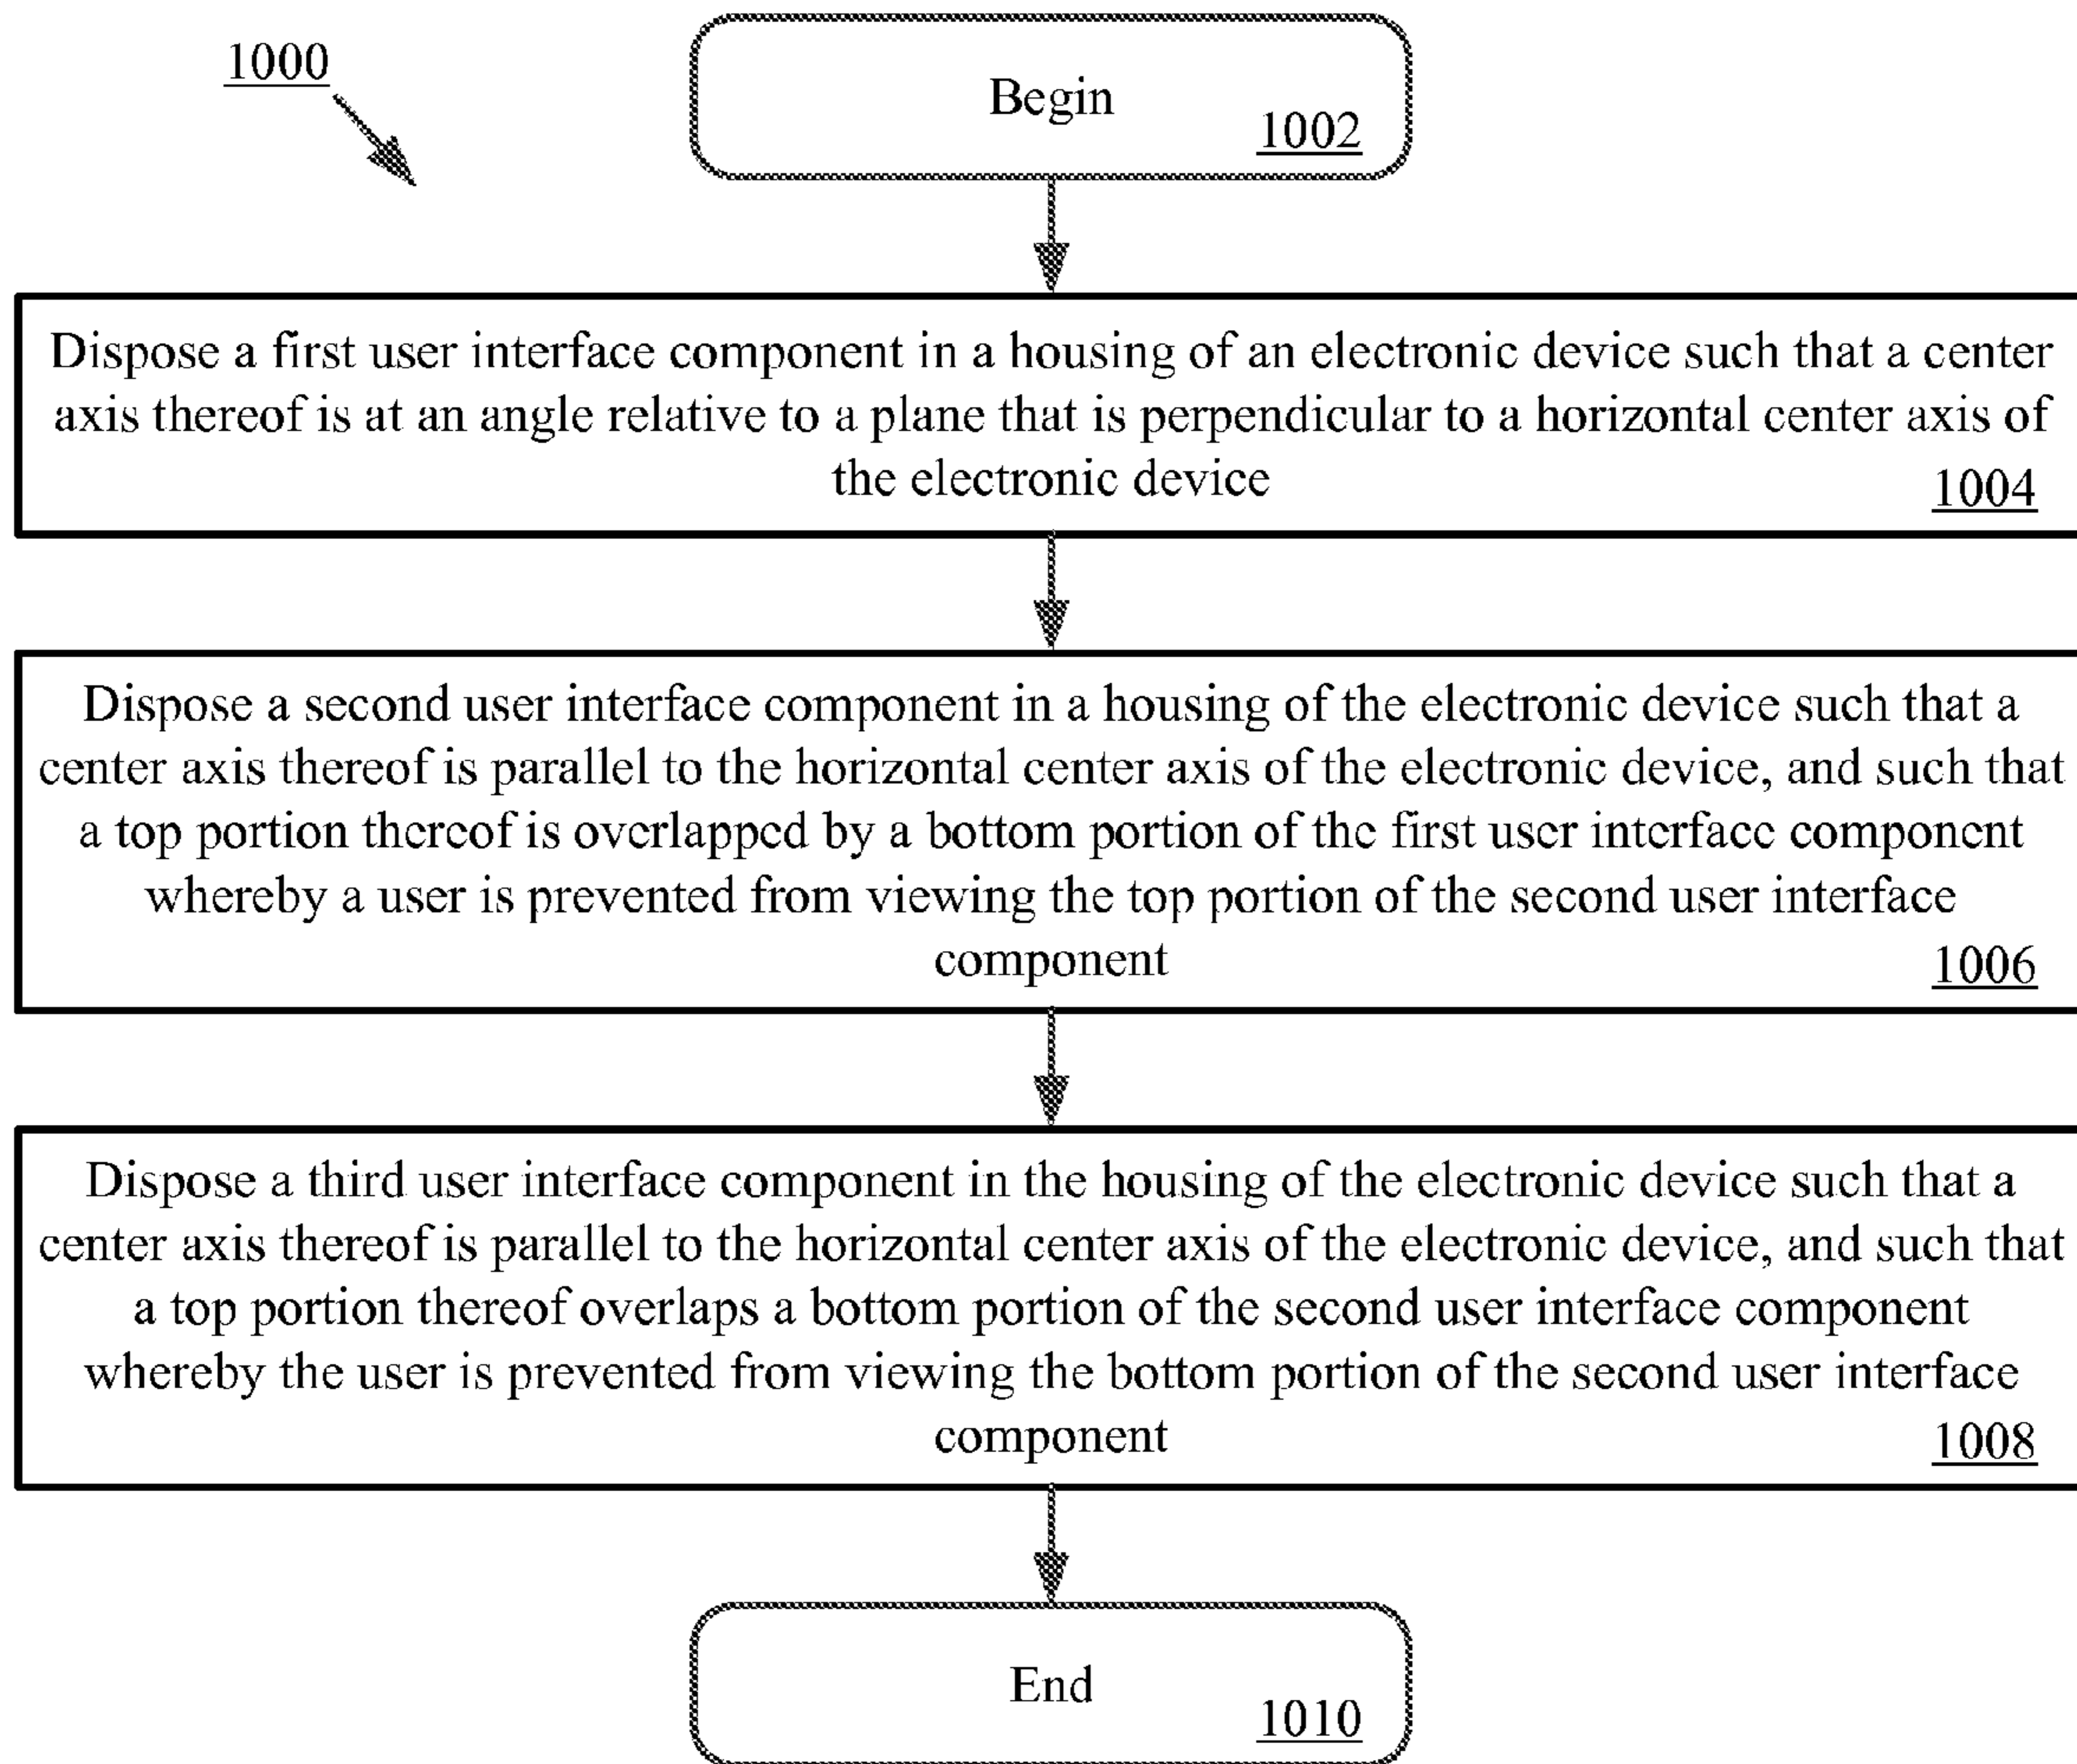 1000
Begin
1002
Dispose a first user interface component in a housing of an electronic device such that a center
axis thereof is at an angle relative to a plane that is perpendicular to a horizontal center axis of
the electronic device
1004
Dispose a second user interface component in a housing of the electronic device such that a
center axis thereof is parallel to the horizontal center axis of the electronic device, and such that
a top portion thereof is overlapped by a bottom portion of the first user interface component
whereby a user is prevented from viewing the top portion of the second user interface
component
1006
Dispose a third user interface component in the housing of the electronic device such that a
center axis thereof is parallel to the horizontal center axis of the electronic device, and such that
a top portion thereof overlaps a bottom portion of the second user interface component
whereby the user is prevented from viewing the bottom portion of the second user interface
component
1008
End
1010